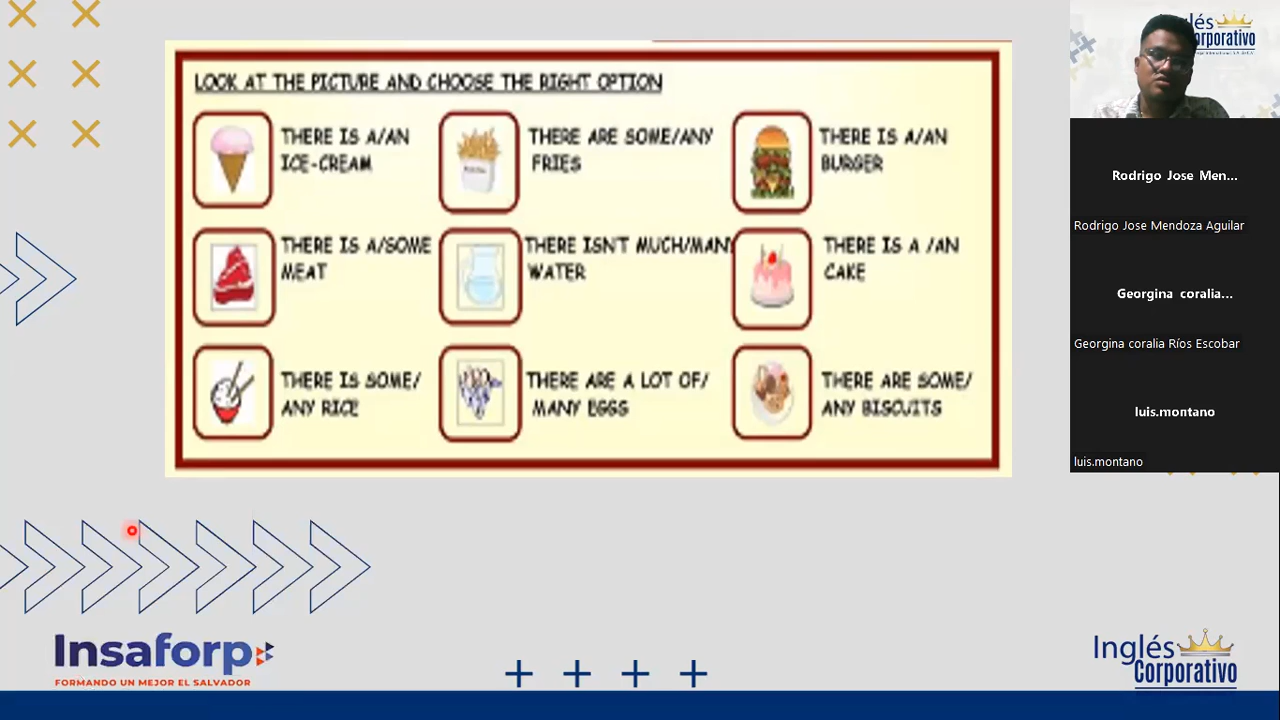 LOOK AT THE PICTURE AND CHOOSE THE RIGHT OPTION
THERE IS A/AN
ICE-CREAM
THERE ARE SOME/ANY
FRIES
THERE IS A/AN
BURGER
THERE IS A/SOME
MEAT
THERE ISN'T MUCH/MANY
WATER
THERE IS A /AN
CAKE
THERE IS SOME/
ANY RICE
THERE ARE A LOT OF/
MANY EGGS
THERE ARE SOME/
ANY BISCUITS
Insaforp
FORMANDO UN MEJOR EL SALVADOR
Inglés
Corporativo
lés
orporativo
Rodrigo Jose Men...
Rodrigo Jose Mendoza Aguilar
Georgina coralia...
Georgina coralia Ríos Escobar
luis.montano
luis.montano